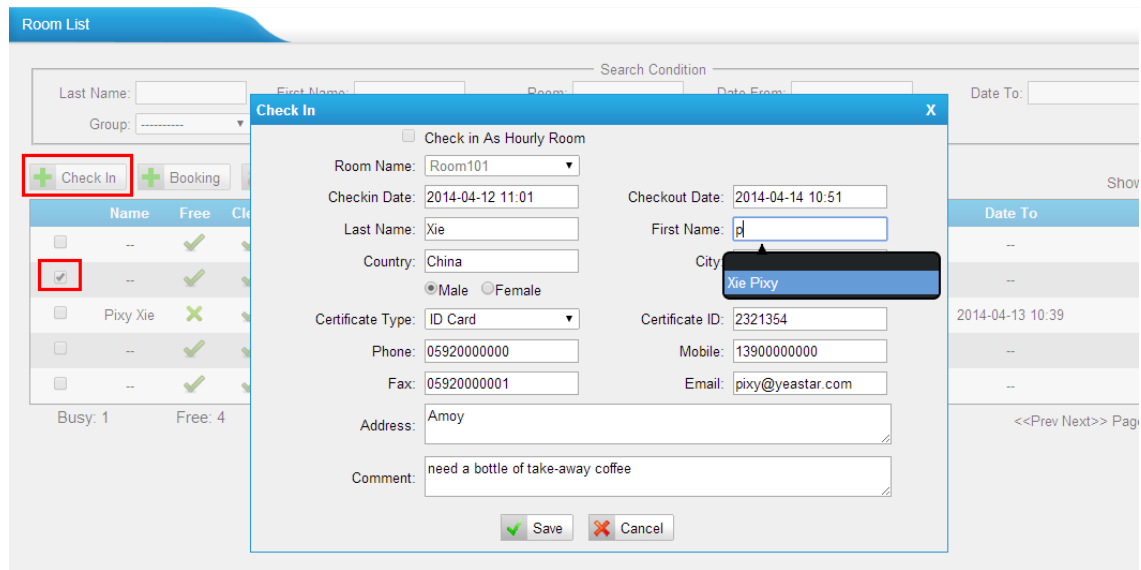 Room List
Search Condition
Last Name: First Name: Room: Date From: Date To:
Group: ----------
Check In Booking Show
Name Free Cle Date To
--
--
--
--
Pixy Xie 2014-04-13 10:39
--
--
--
--
Busy: 1 Free: 4 <<Prev Next>> Page
Check In X
Check in As Hourly Room
Room Name: Room101
Checkin Date: 2014-04-12 11:01 Checkout Date: 2014-04-14 10:51
Last Name: Xie First Name: p
Country: China City:
Xie Pixy
Male Female
Certificate Type: ID Card Certificate ID: 2321354
Phone: 05920000000 Mobile: 13900000000
Fax: 05920000001 Email: pixy@yeastar.com
Address: Amoy
Comment: need a bottle of take-away coffee
Save Cancel